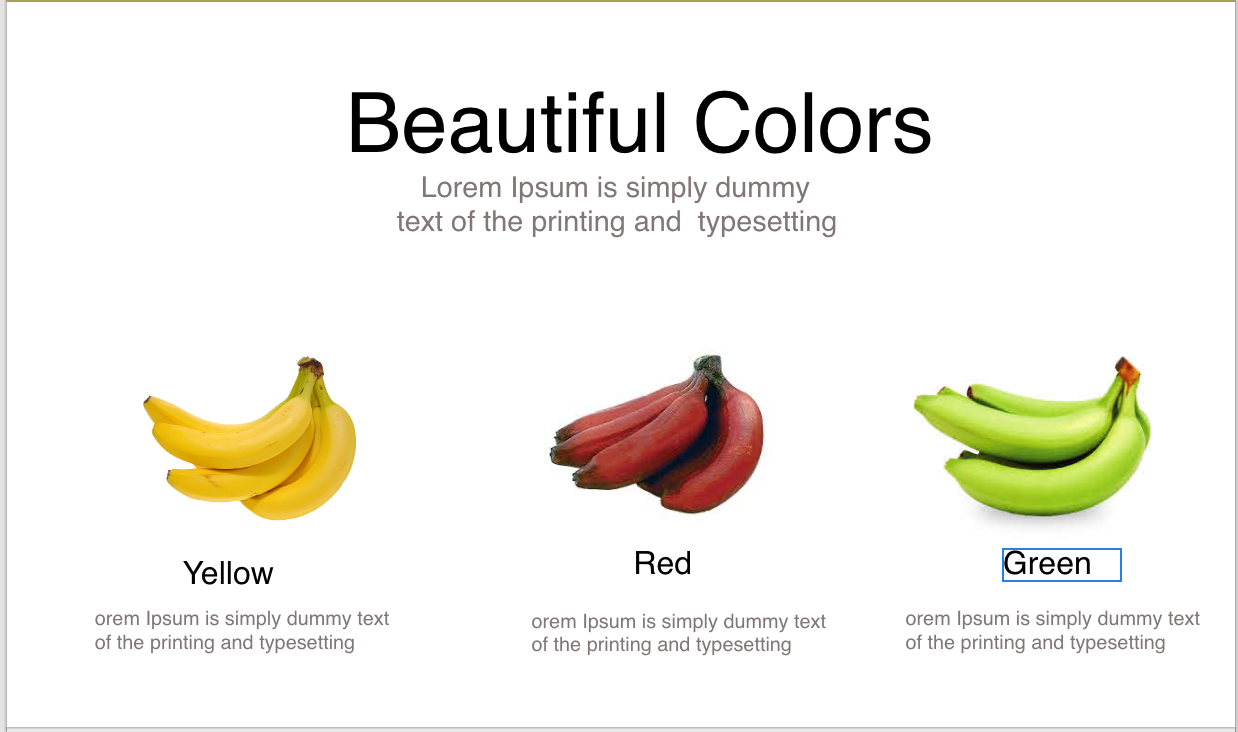 Beautiful Colors
Lorem Ipsum is simply dummy
text of the printing and  typesetting
Yellow
orem Ipsum is simply dummy text
of the printing and typesetting
Red
orem Ipsum is simply dummy text
of the printing and typesetting
Green
orem Ipsum is simply dummy text
of the printing and typesetting